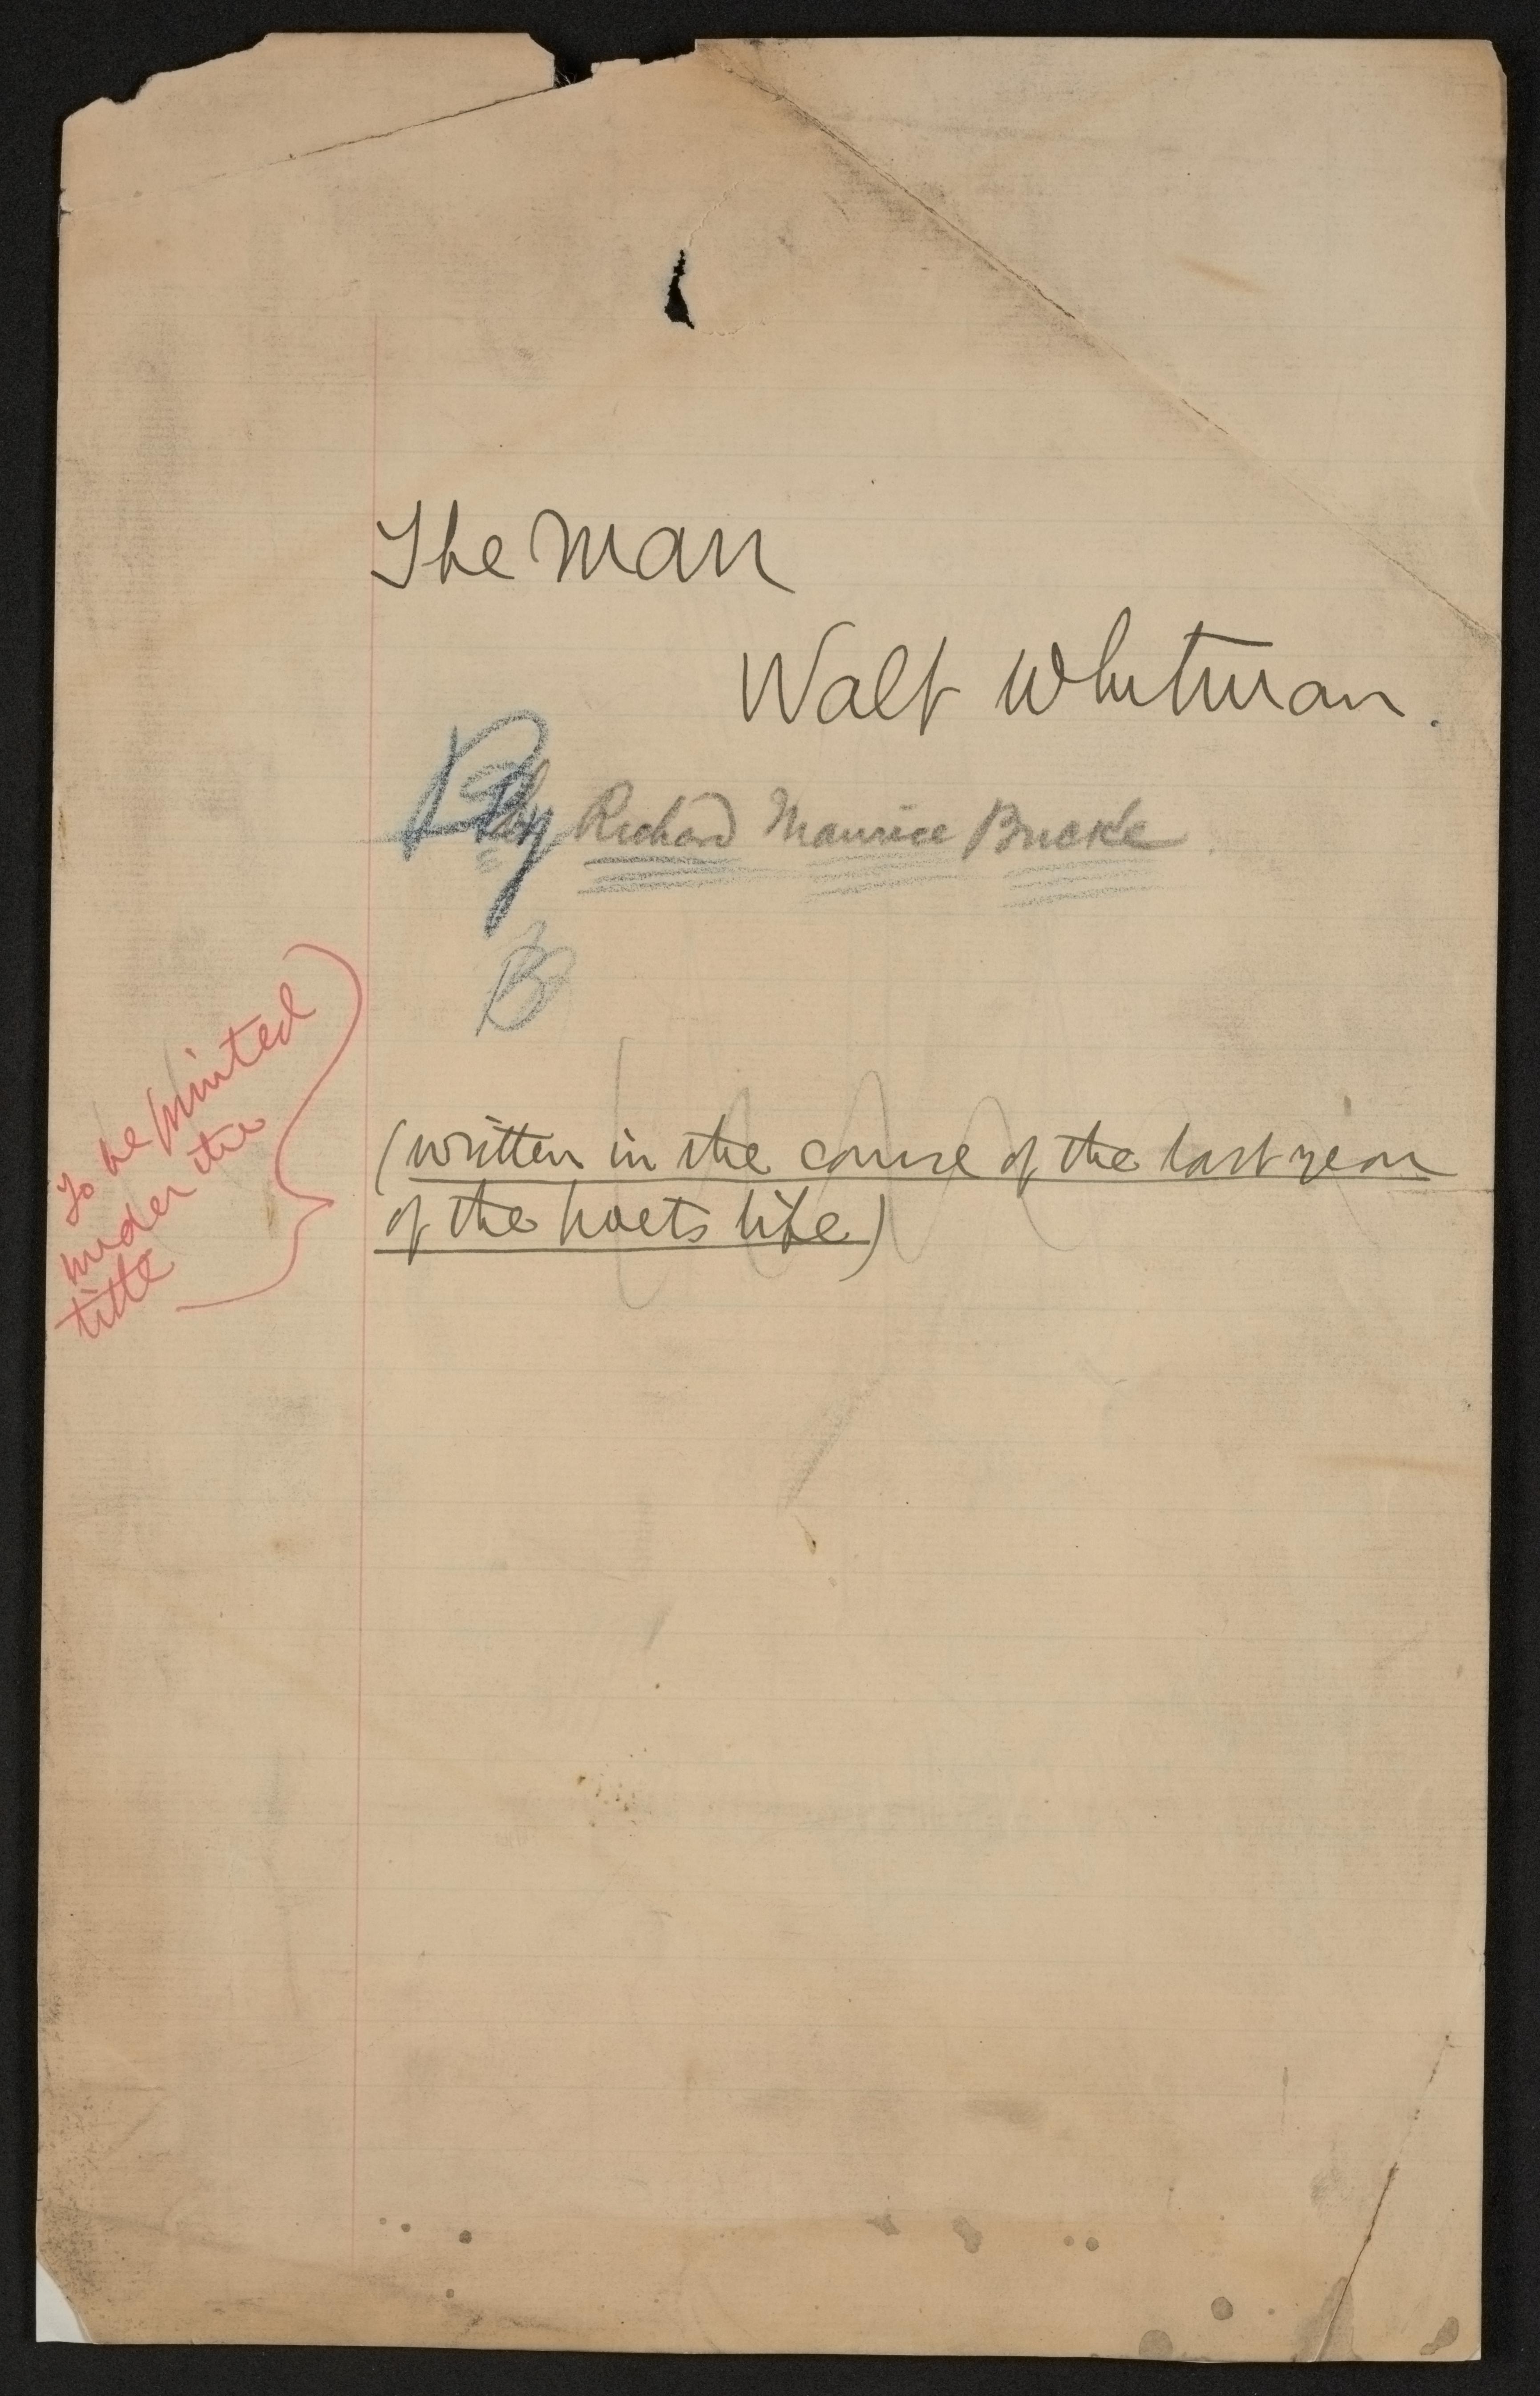 The Man
Walt Whitman.
By Richard Maurice Bucke
B
To be printed
under the
title
(written in the course of the last year
of the poets life)